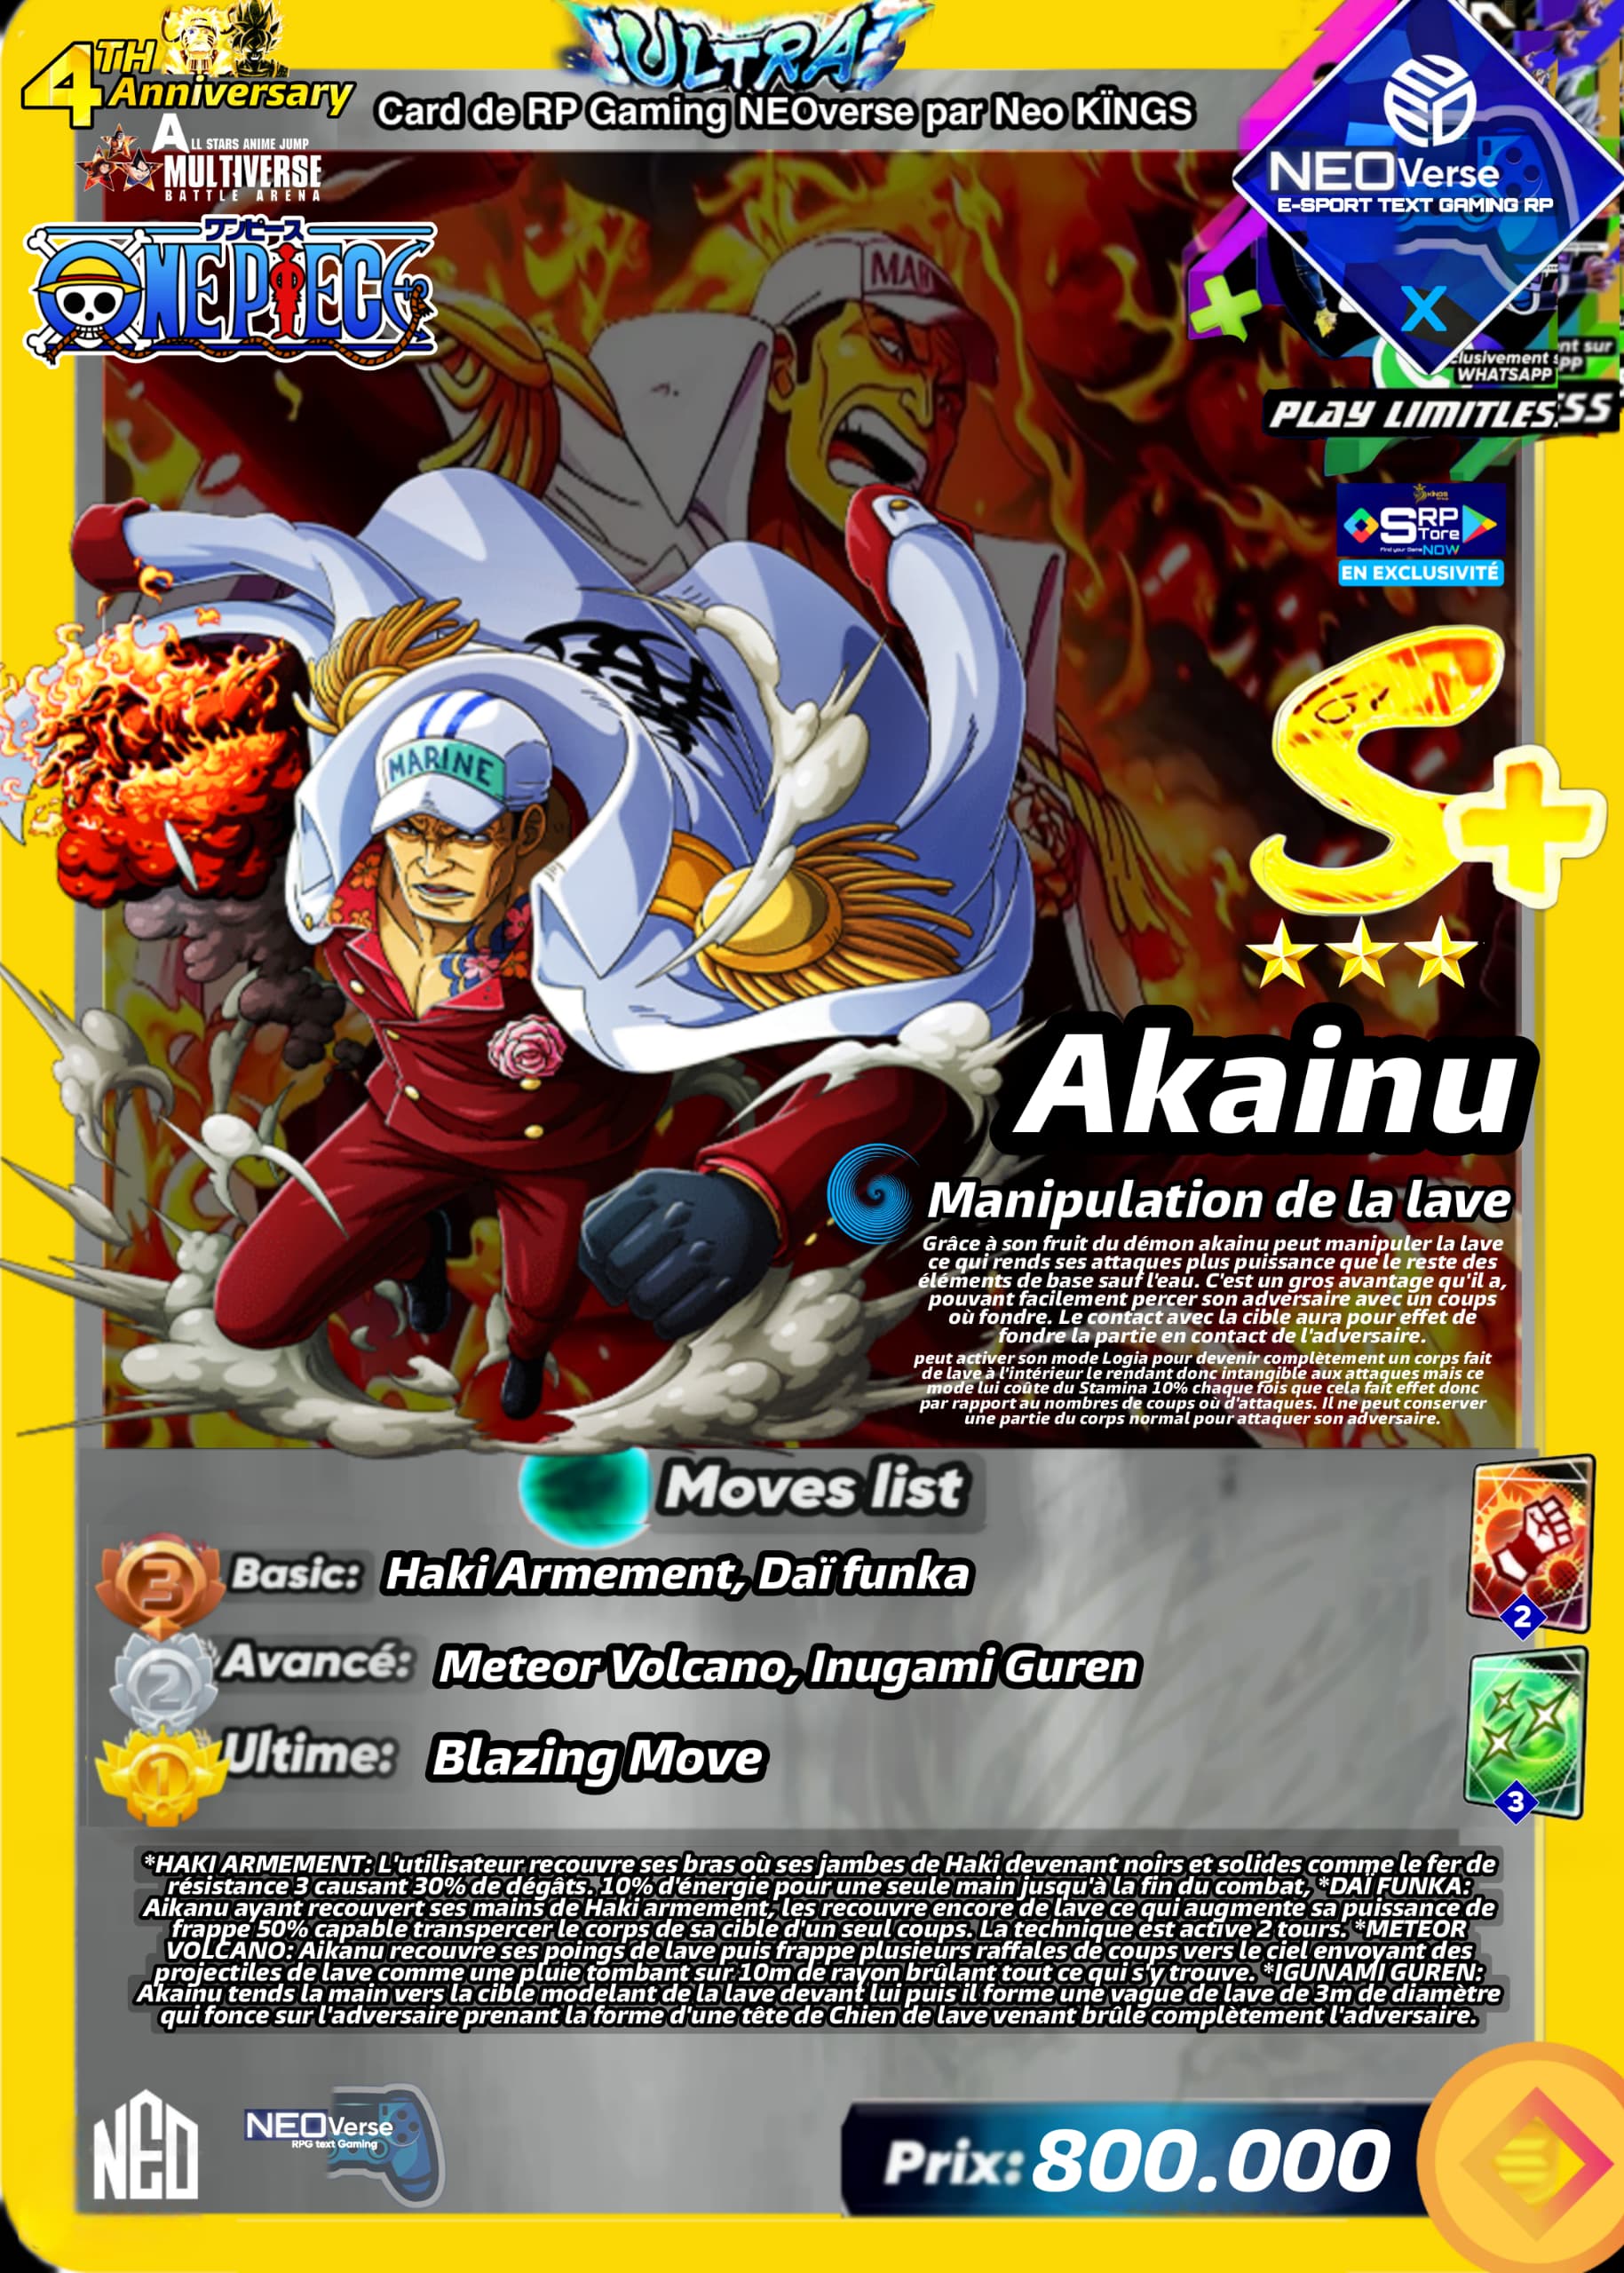 4TH
Anniversary
ULTRA
Card de RP Gaming NEOverse par Neo KÏNGS
ALL STARS ANIME JUMP
MULTIVERSE
BATTLE ARENA
ワンピース
ONE PIECE
NEOVerse
E-SPORT TEXT GAMING RP
X
WHATSAPP
PLAY LIMITLES
SRP
Tore
NOW
EN EXCLUSIVITÉ
MAR
MARINE
S+
Akainu
Manipulation de la lave
Grâce à son fruit du démon akainu peut manipuler la lave
ce qui rends ses attaques plus puissance que le reste des
éléments de base sauf l'eau. C'est un gros avantage qu'il a,
pouvant facilement percer son adversaire avec un coups
où fondre. Le contact avec la cible aura pour effet de
fondre la partie en contact de l'adversaire.
peut activer son mode Logia pour devenir complètement un corps fait
de lave à l'intérieur le rendant donc intangible aux attaques mais ce
mode lui coûte du Stamina 10% chaque fois que cela fait effet donc
par rapport au nombres de coups où d'attaques. Il ne peut conserver
une partie du corps normal pour attaquer son adversaire.
Moves list
3 Basic: Haki Armement, Daï funka
2
2 Avancé: Meteor Volcano, Inugami Guren
1 Ultime: Blazing Move
3
*HAKI ARMEMENT: L'utilisateur recouvre ses bras où ses jambes de Haki devenant noirs et solides comme le fer de
résistance 3 causant 30% de dégâts. 10% d'énergie pour une seule main jusqu'à la fin du combat, *DAÏ FUNKA:
Aikanu ayant recouvert ses mains de Haki armement, les recouvre encore de lave ce qui augmente sa puissance de
frappe 50% capable transpercer le corps de sa cible d'un seul coups. La technique est active 2 tours. *METEOR
VOLCANO: Aikanu recouvre ses poings de lave puis frappe plusieurs raffales de coups vers le ciel envoyant des
projectiles de lave comme une pluie tombant sur 10m de rayon brûlant tout ce qui s'y trouve. *IGUNAMI GUREN:
Akainu tends la main vers la cible modelant de la lave devant lui puis il forme une vague de lave de 3m de diamètre
qui fonce sur l'adversaire prenant la forme d'une tête de Chien de lave venant brûlé complètement l'adversaire.
NEO
NEOVerse
RPG text Gaming
Prix: 800.000